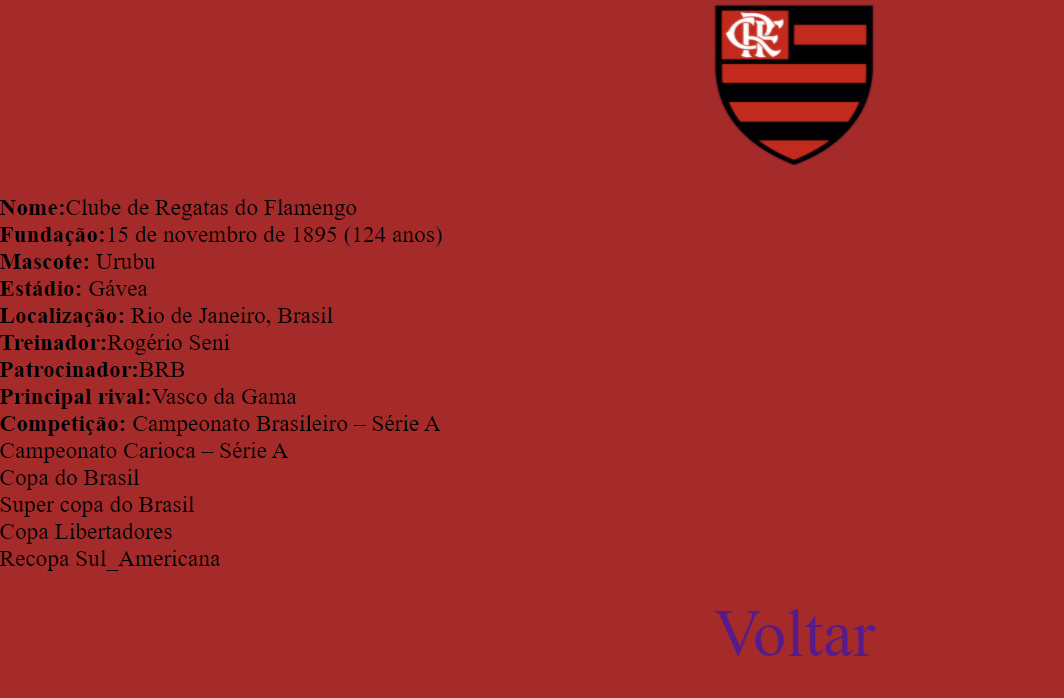 CRF
Nome:Clube de Regatas do Flamengo
Fundação:15 de novembro de 1895 (124 anos)
Mascote: Urubu
Estádio: Gávea
Localização: Rio de Janeiro, Brasil
Treinador:Rogério Seni
Patrocinador:BRB
Principal rival:Vasco da Gama
Competição: Campeonato Brasileiro – Série A
Campeonato Carioca – Série A
Copa do Brasil
Super copa do Brasil
Copa Libertadores
Recopa Sul_Americana
Voltar